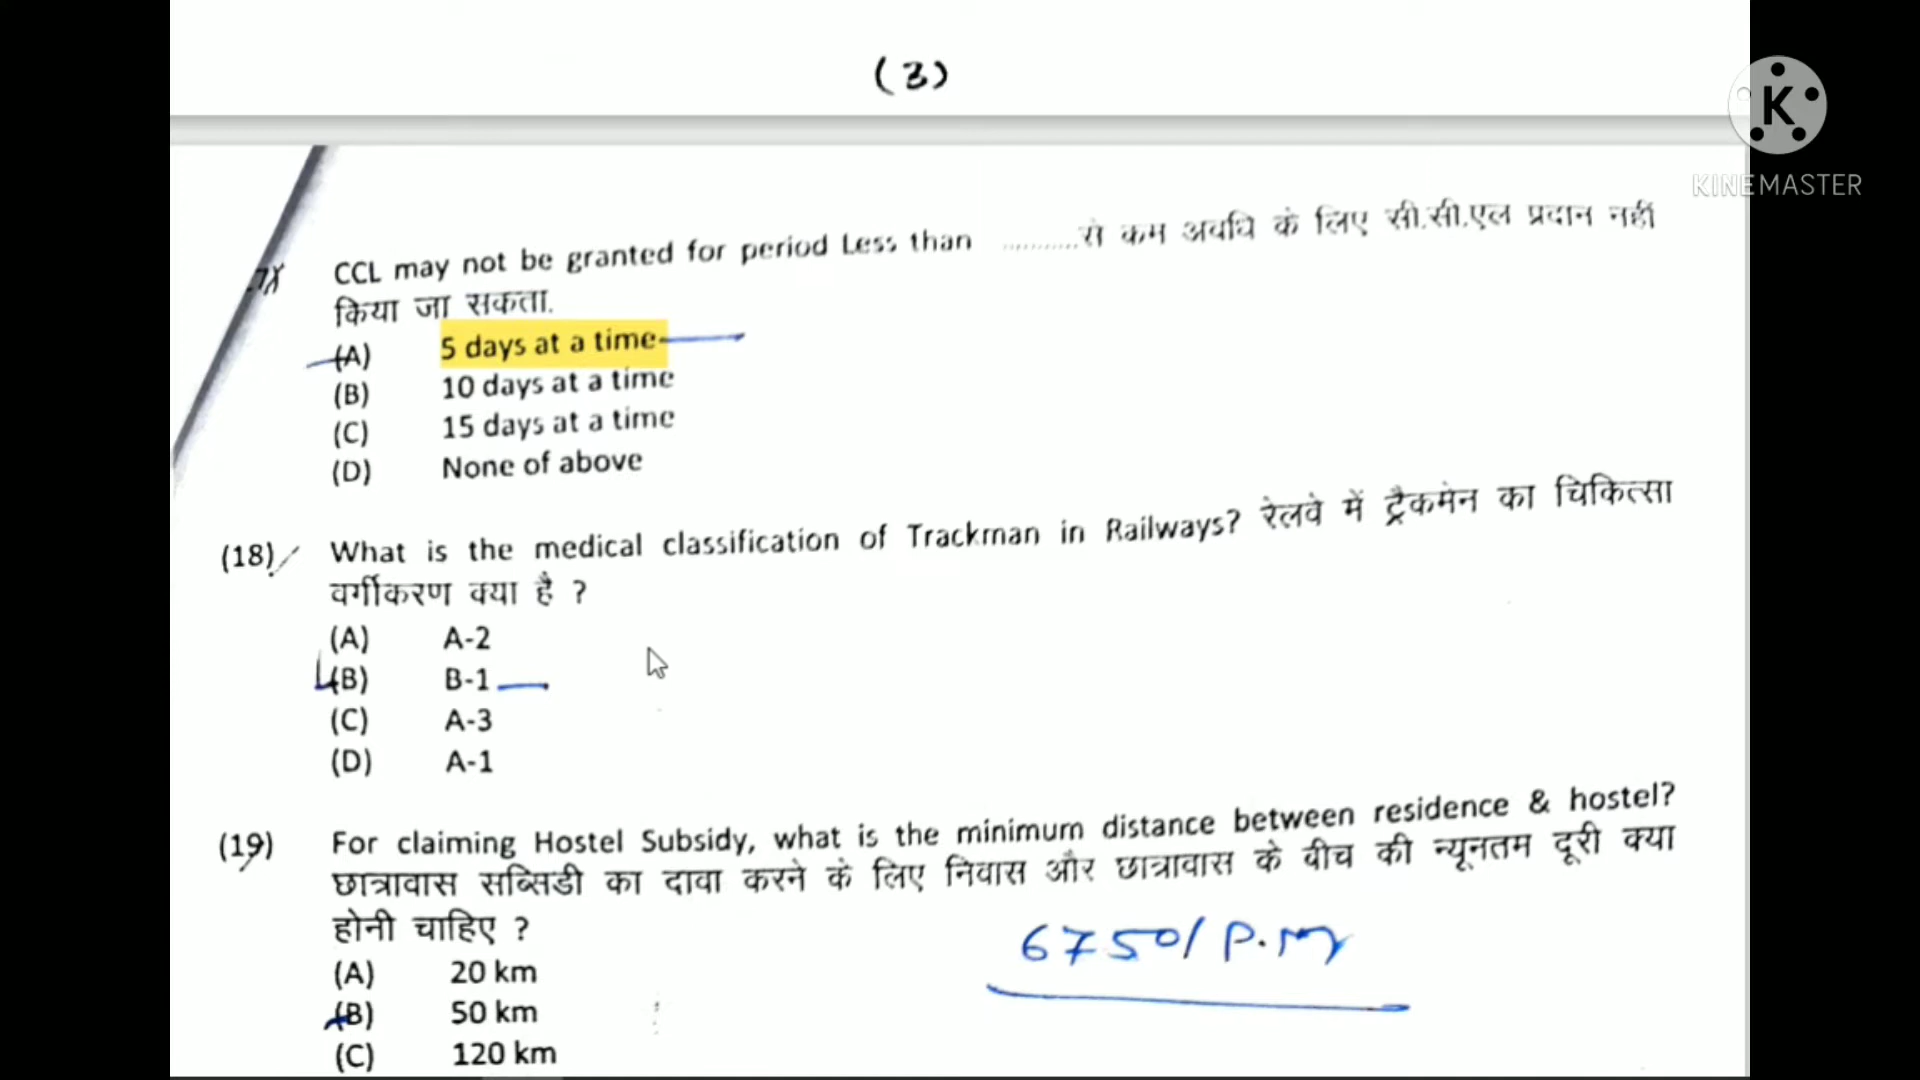 (3)
K
KINEMASTER
CCL may not be granted for period Less than ...........से कम अवधि के लिए सी.सी.एल प्रदान नहीं
किया जा सकता.
(A) 5 days at a time
(B) 10 days at a time
(C) 15 days at a time
(D) None of above
(18) What is the medical classification of Trackman in Railways? रेलवे में ट्रैकमेन का चिकित्सा
वर्गीकरण क्या है ?
(A) A-2
(B) B-1
(C) A-3
(D) A-1
(19) For claiming Hostel Subsidy, what is the minimum distance between residence & hostel?
छात्रावास सब्सिडी का दावा करने के लिए निवास और छात्रावास के बीच की न्यूनतम दूरी क्या
होनी चाहिए ?
6750/ P.M
(A) 20 km
(B) 50 km
(C) 120 km